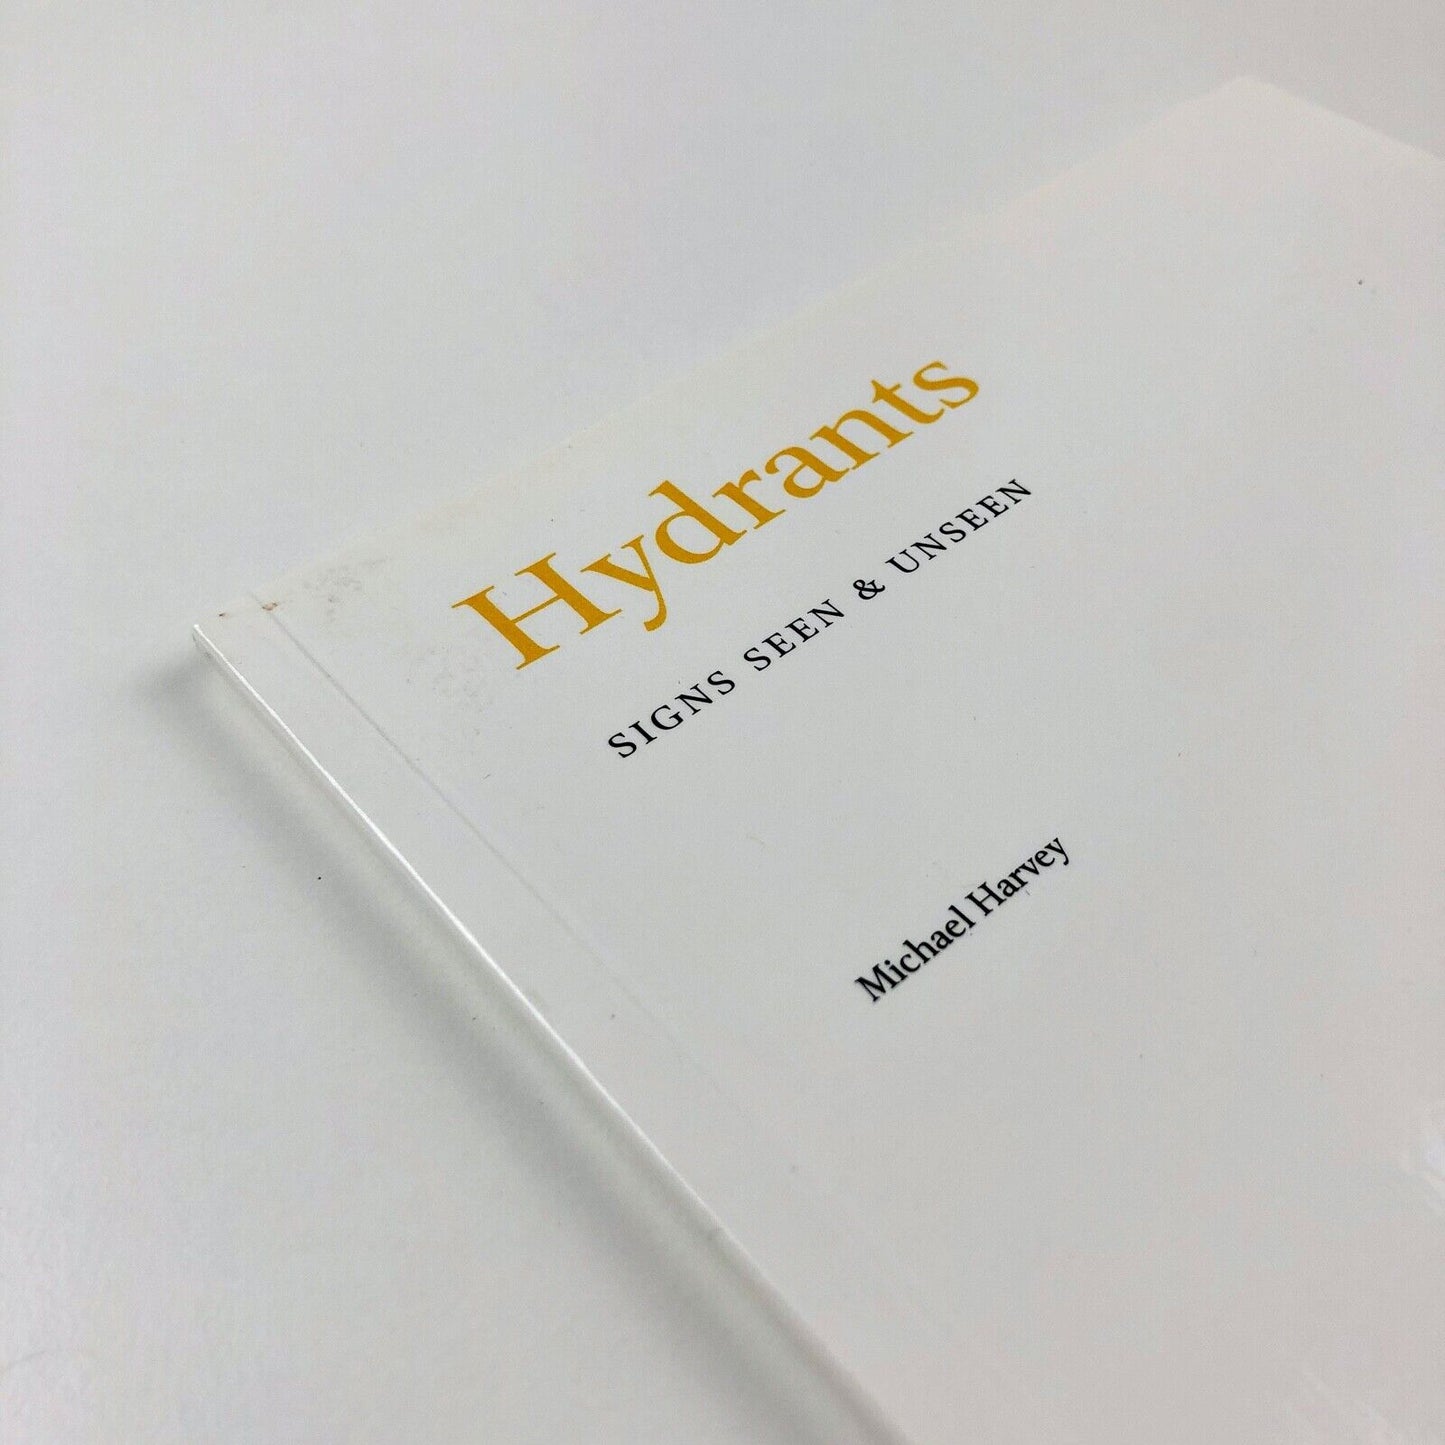 Hydrants
SIGNS SEEN & UNSEEN
Michael Harvey